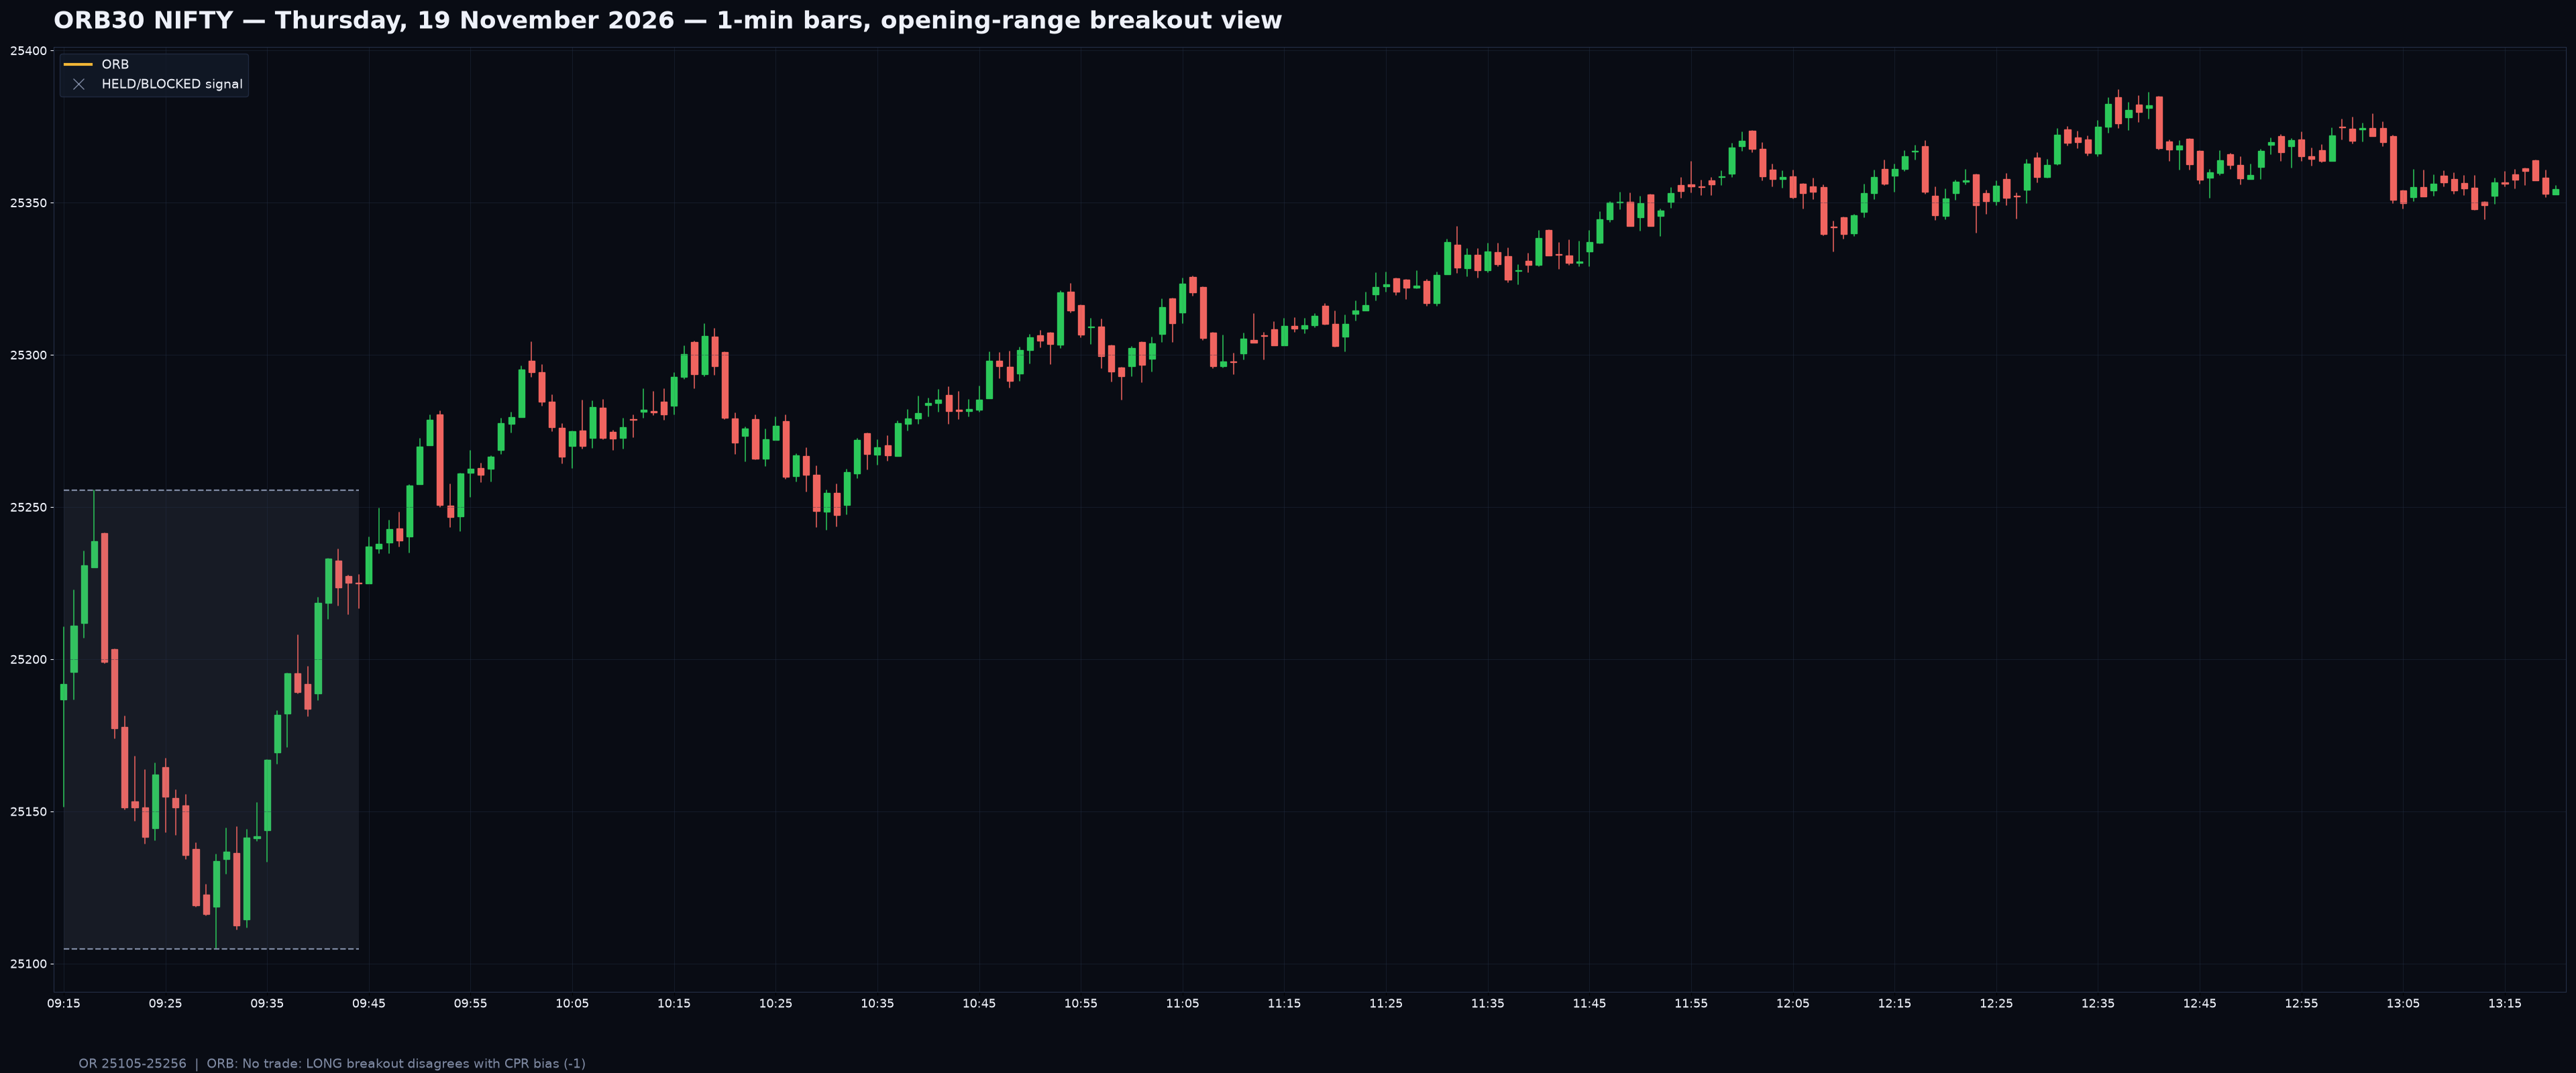 ORB30 NIFTY — Thursday, 19 November 2026 — 1-min bars, opening-range breakout view
25400
ORB
HELD/BLOCKED signal
25350
25300
25250
25200
25150
25100
09:15 09:25 09:35 09:45 09:55 10:05 10:15 10:25 10:35 10:45 10:55 11:05 11:15 11:25 11:35 11:45 11:55 12:05 12:15 12:25 12:35 12:45 12:55 13:05 13:15
OR 25105-25256 | ORB: No trade: LONG breakout disagrees with CPR bias (-1)